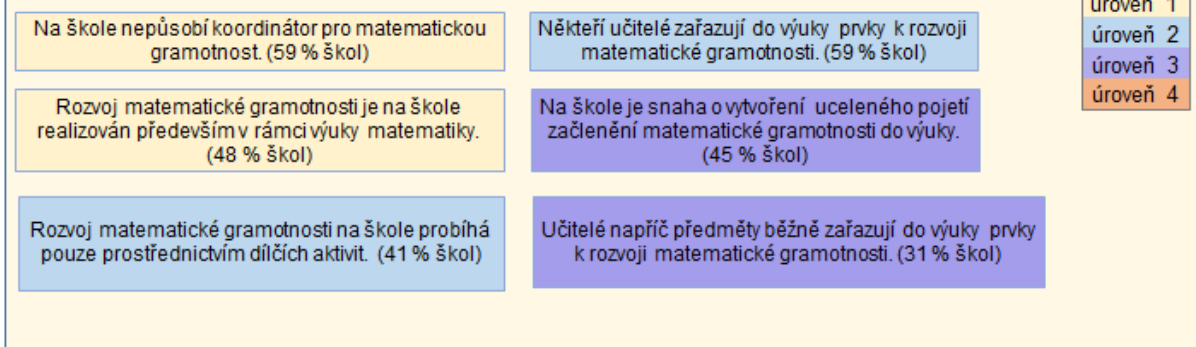 Na škole nepůsobí koordinátor pro matematickou
gramotnost. (59 % škol)
Někteří učitelé zařazují do výuky prvky k rozvoji
matematické gramotnosti. (59 % škol)
úroveň 1
úroveň 2
úroveň 3
úroveň 4
Rozvoj matematické gramotnosti je na škole
realizován především v rámci výuky matematiky.
(48 % škol)
Na škole je snaha o vytvoření uceleného pojetí
začlenění matematické gramotnosti do výuky.
(45 % škol)
Rozvoj matematické gramotnosti na škole probíhá
pouze prostřednictvím dílčích aktivit. (41 % škol)
Učitelé napříč předměty běžně zařazují do výuky prvky
k rozvoji matematické gramotnosti. (31 % škol)